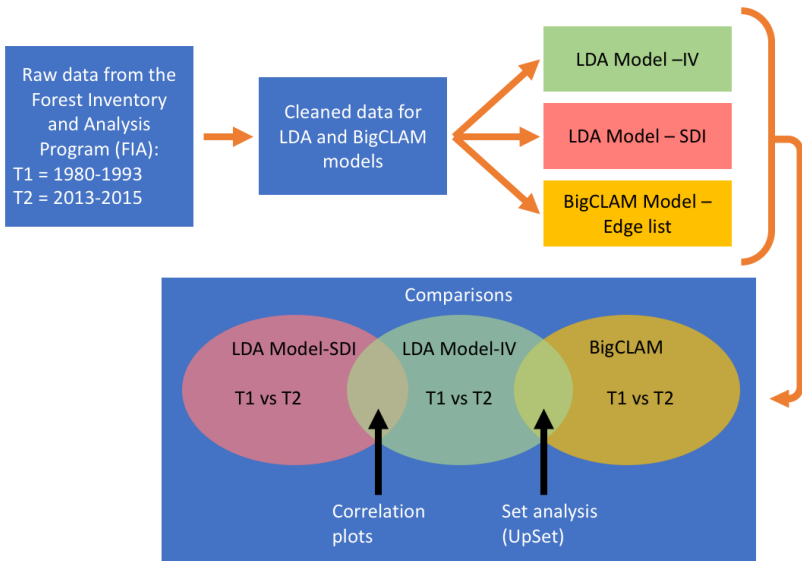 Raw data from the
Forest Inventory
and Analysis
Program (FIA):
T1 = 1980-1993
T2 = 2013-2015
Cleaned data for
LDA and BigCLAM
models
LDA Model –IV
LDA Model – SDI
BigCLAM Model –
Edge list
Comparisons
LDA Model-SDI
T1 vs T2
LDA Model-IV
T1 vs T2
BigCLAM
T1 vs T2
Correlation
plots
Set analysis
(UpSet)